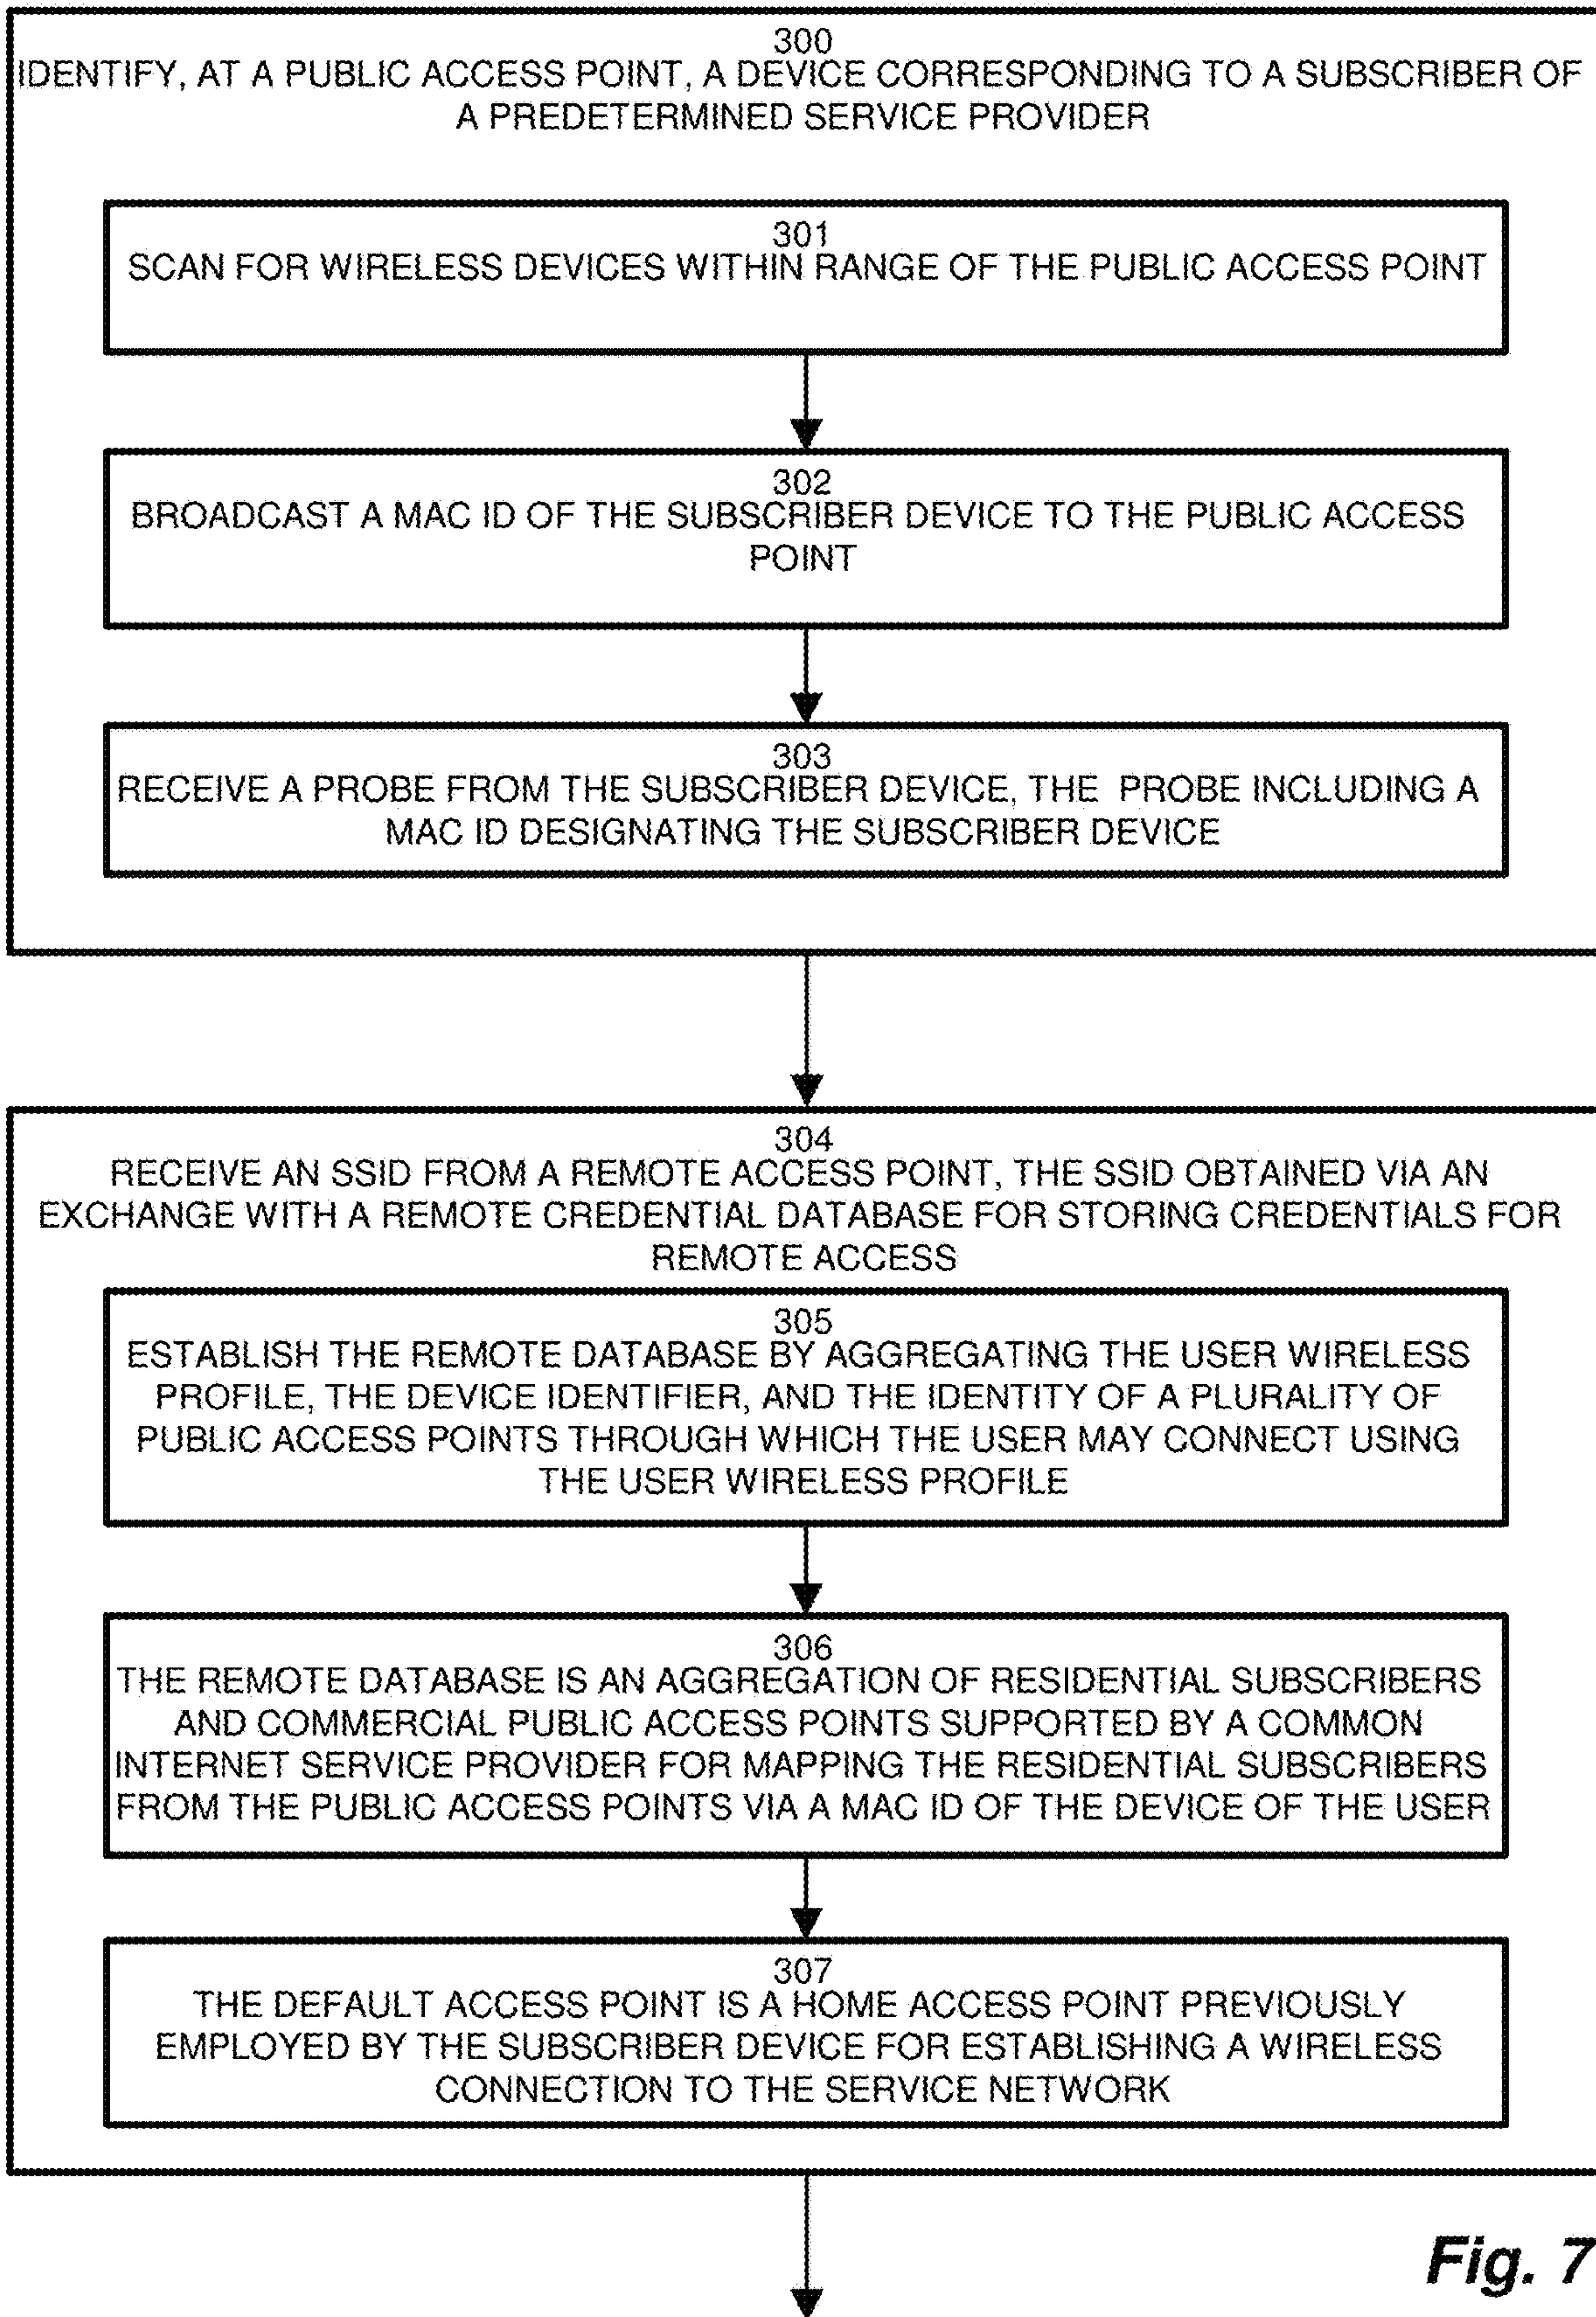 300
IDENTIFY, AT A PUBLIC ACCESS POINT, A DEVICE CORRESPONDING TO A SUBSCRIBER OF
A PREDETERMINED SERVICE PROVIDER
301
SCAN FOR WIRELESS DEVICES WITHIN RANGE OF THE PUBLIC ACCESS POINT
302
BROADCAST A MAC ID OF THE SUBSCRIBER DEVICE TO THE PUBLIC ACCESS
POINT
303
RECEIVE A PROBE FROM THE SUBSCRIBER DEVICE, THE PROBE INCLUDING A
MAC ID DESIGNATING THE SUBSCRIBER DEVICE
304
RECEIVE AN SSID FROM A REMOTE ACCESS POINT, THE SSID OBTAINED VIA AN
EXCHANGE WITH A REMOTE CREDENTIAL DATABASE FOR STORING CREDENTIALS FOR
REMOTE ACCESS
305
ESTABLISH THE REMOTE DATABASE BY AGGREGATING THE USER WIRELESS
PROFILE, THE DEVICE IDENTIFIER, AND THE IDENTITY OF A PLURALITY OF
PUBLIC ACCESS POINTS THROUGH WHICH THE USER MAY CONNECT USING
THE USER WIRELESS PROFILE
306
THE REMOTE DATABASE IS AN AGGREGATION OF RESIDENTIAL SUBSCRIBERS
AND COMMERCIAL PUBLIC ACCESS POINTS SUPPORTED BY A COMMON
INTERNET SERVICE PROVIDER FOR MAPPING THE RESIDENTIAL SUBSCRIBERS
FROM THE PUBLIC ACCESS POINTS VIA A MAC ID OF THE DEVICE OF THE USER
307
THE DEFAULT ACCESS POINT IS A HOME ACCESS POINT PREVIOUSLY
EMPLOYED BY THE SUBSCRIBER DEVICE FOR ESTABLISHING A WIRELESS
CONNECTION TO THE SERVICE NETWORK
Fig. 7